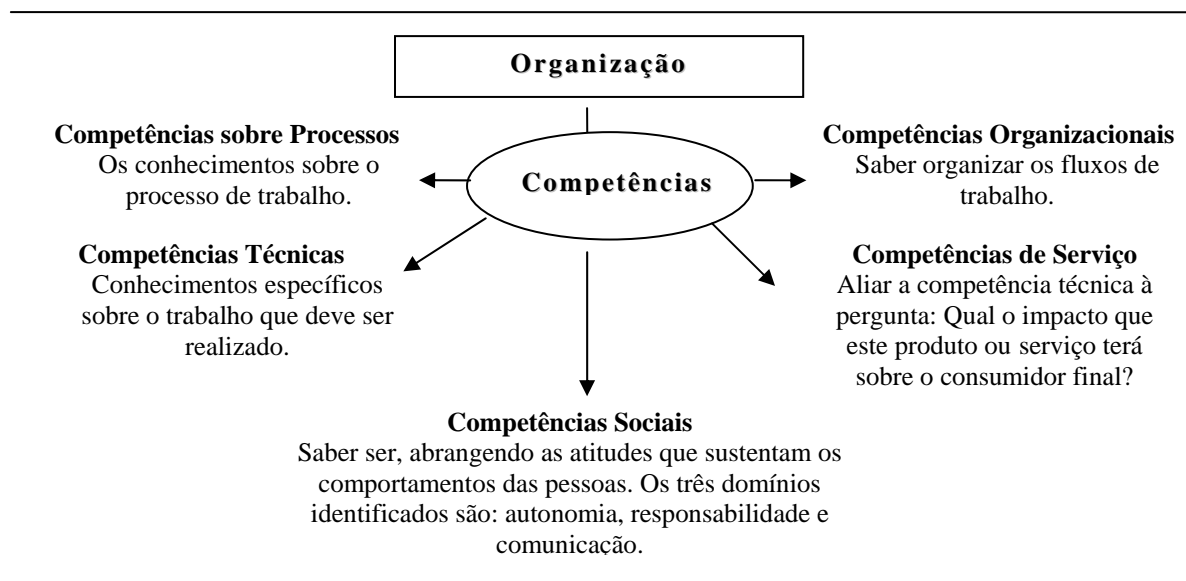 Organização
Competências sobre Processos
Os conhecimentos sobre o
processo de trabalho.
Competências
Competências Organizacionais
Saber organizar os fluxos de
trabalho.
Competências Técnicas
Conhecimentos específicos
sobre o trabalho que deve ser
realizado.
Competências de Serviço
Aliar a competência técnica à
pergunta: Qual o impacto que
este produto ou serviço terá
sobre o consumidor final?
Competências Sociais
Saber ser, abrangendo as atitudes que sustentam os
comportamentos das pessoas. Os três domínios
identificados são: autonomia, responsabilidade e
comunicação.